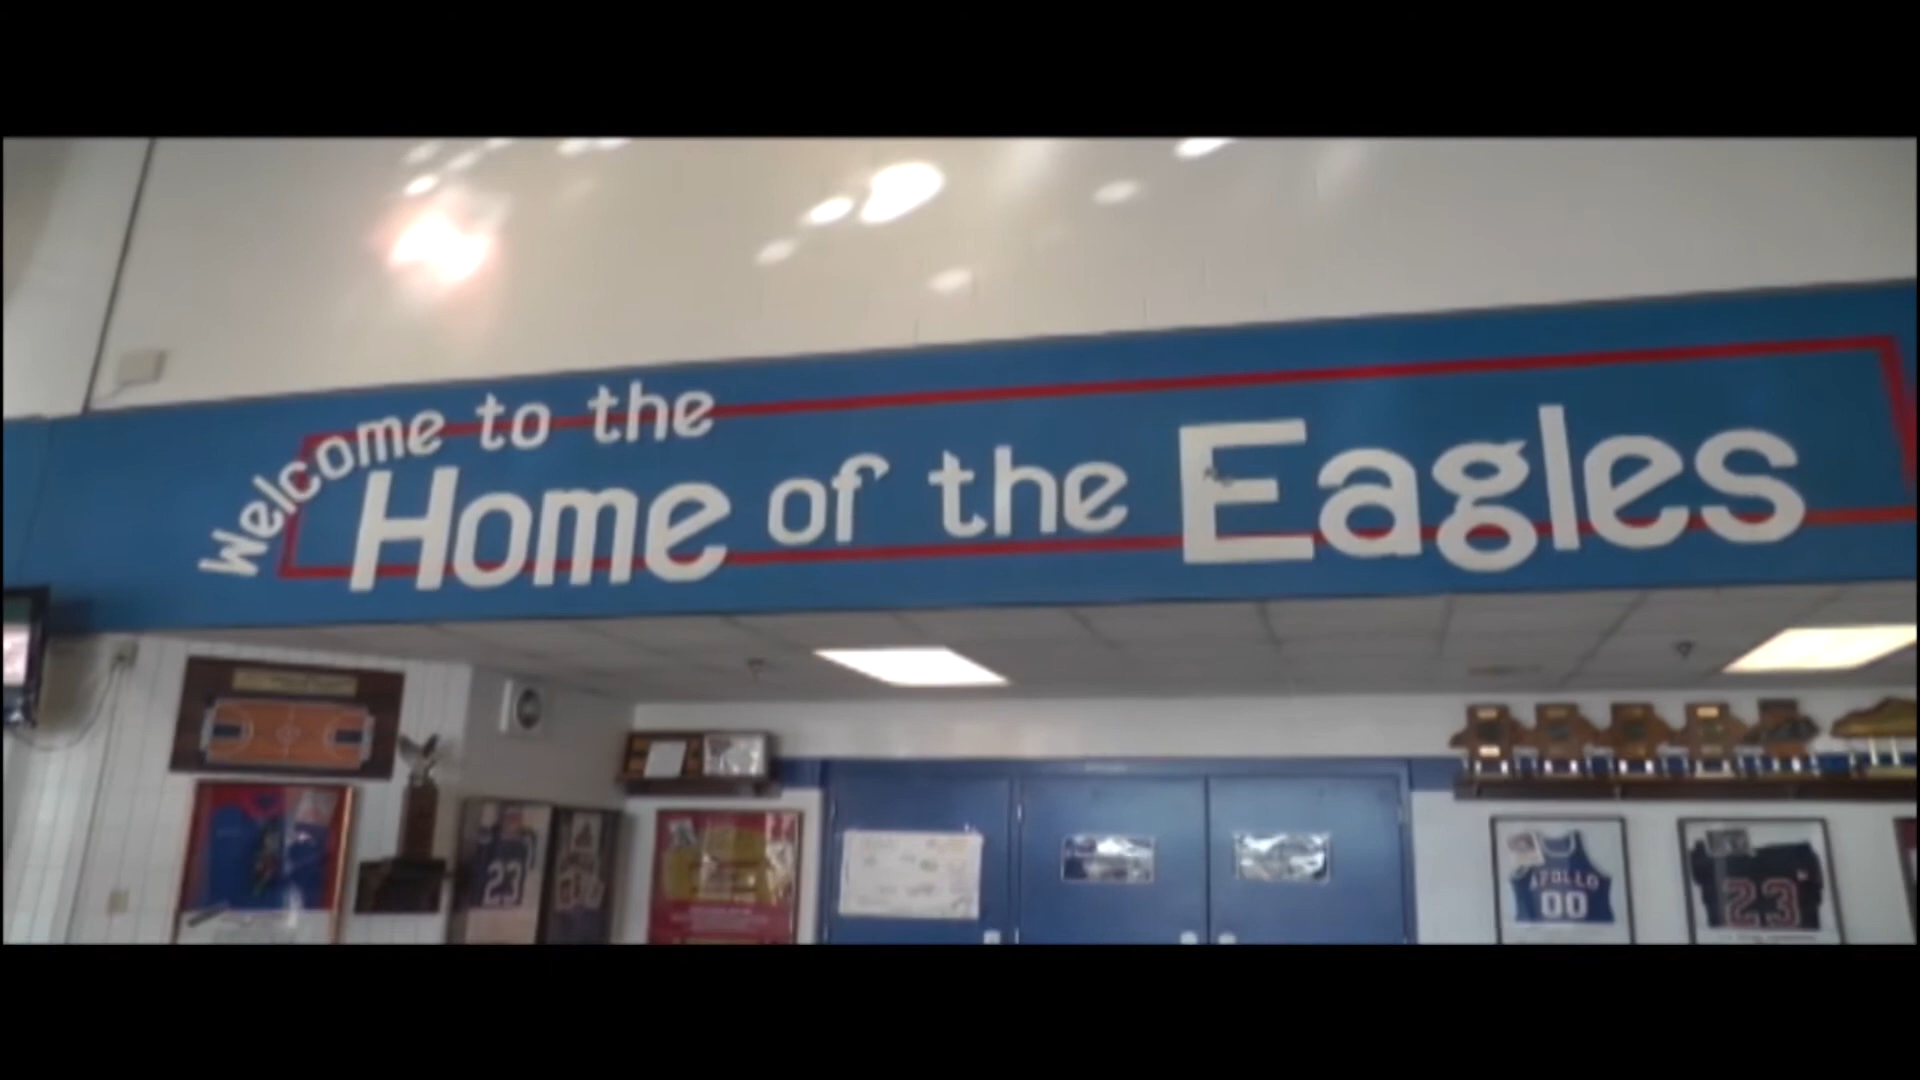 Welcome to the
Home of the Eagles
23
APOLLO
00
23